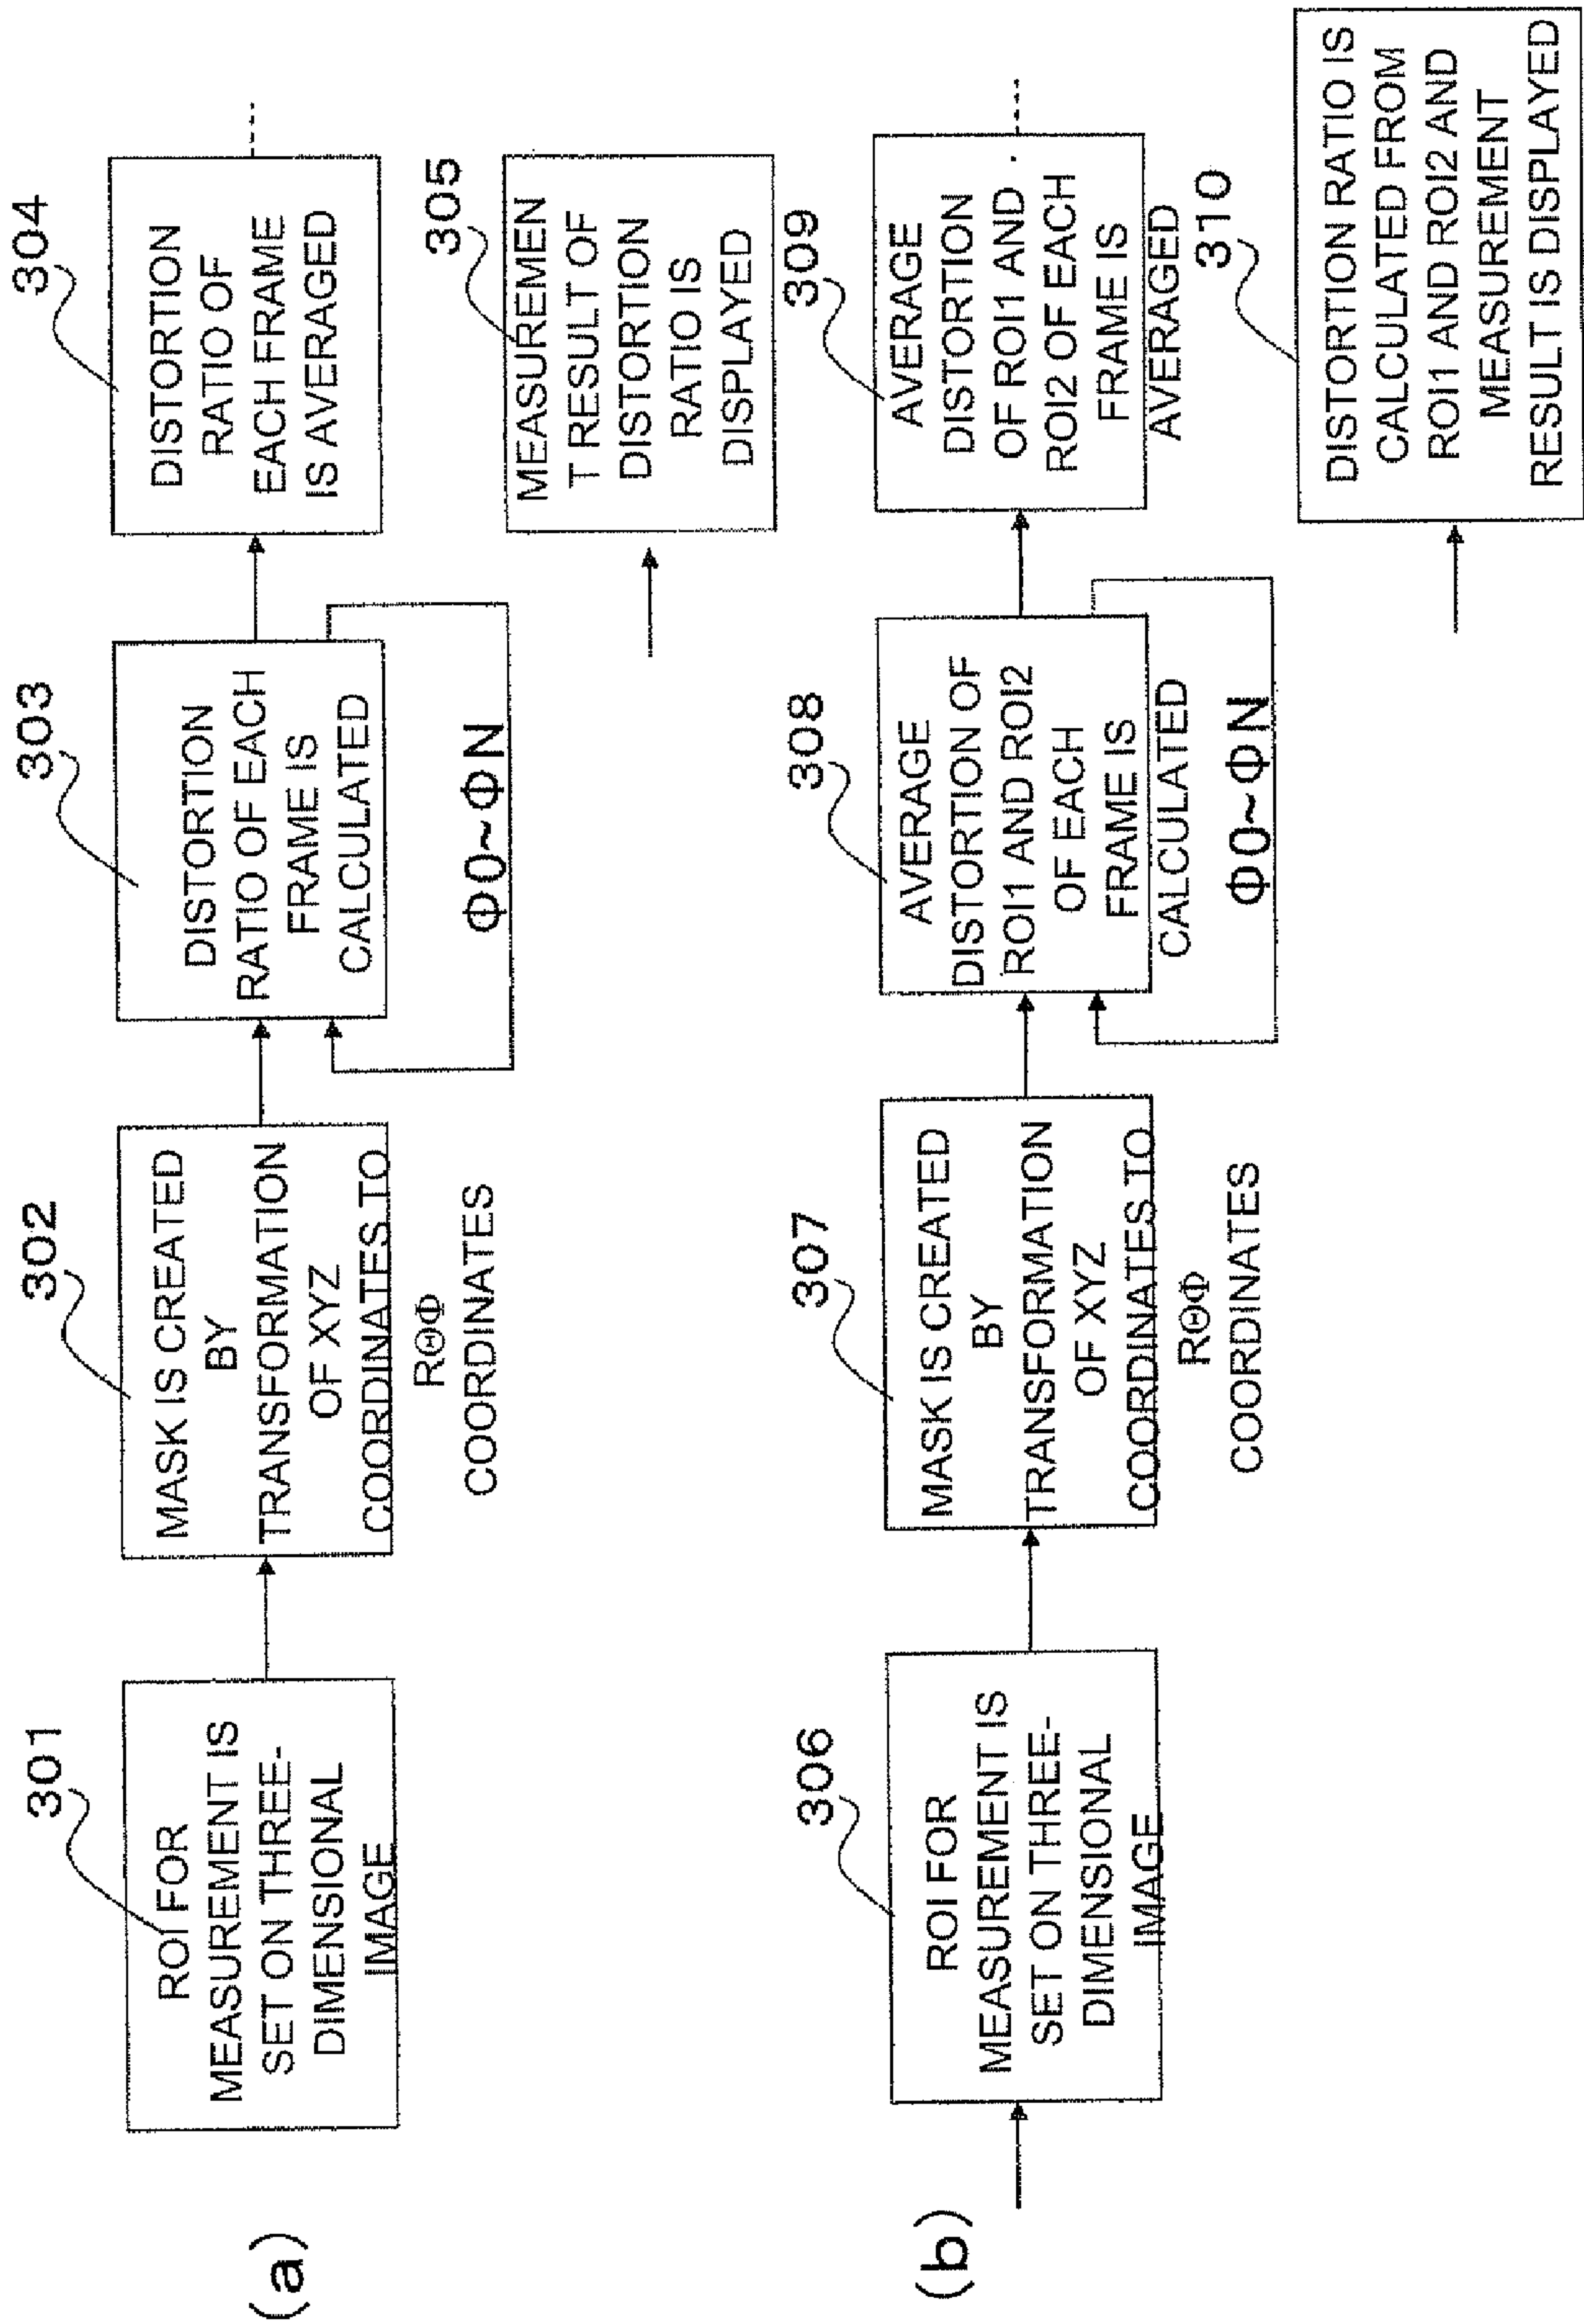 (a)
301
ROI FOR
MEASUREMENT IS
SET ON THREE-
DIMENSIONAL
IMAGE
302
MASK IS CREATED
BY
TRANSFORMATION
OF XYZ
COORDINATES TO
RΘΦ
COORDINATES
303
DISTORTION
RATIO OF EACH
FRAME IS
CALCULATED
Φ0~ΦN
304
DISTORTION
RATIO OF
EACH FRAME
IS AVERAGED
305
MEASUREMEN
T RESULT OF
DISTORTION
RATIO IS
DISPLAYED
(b)
306
ROI FOR
MEASUREMENT IS
SET ON THREE-
DIMENSIONAL
IMAGE
307
MASK IS CREATED
BY
TRANSFORMATION
OF XYZ
COORDINATES TO
RΘΦ
COORDINATES
308
AVERAGE
DISTORTION OF
ROI1 AND ROI2
OF EACH
FRAME IS
CALCULATED
Φ0~ΦN
309
AVERAGE
DISTORTION
OF ROI1 AND
ROI2 OF EACH
FRAME IS
AVERAGED
310
DISTORTION RATIO IS
CALCULATED FROM
ROI1 AND ROI2 AND
MEASUREMENT
RESULT IS DISPLAYED